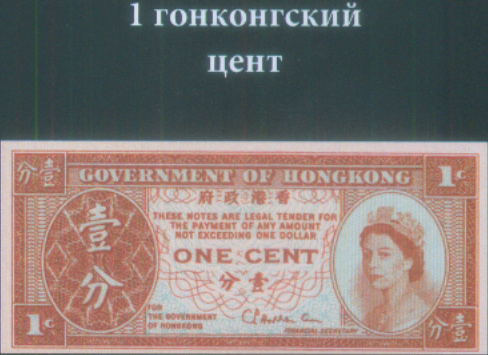 1 гонконгский
цент
分壹 GOVERNMENT OF HONGKONG 1¢
府政港香
THESE NOTES ARE LEGAL TENDER FOR
THE PAYMENT OF ANY AMOUNT
NOT EXCEEDING ONE DOLLAR
壹
分
ONE CENT
分壹
FOR
THE GOVERNMENT
OF HONGKONG
FINANCIAL SECRETARY
1¢
分壹